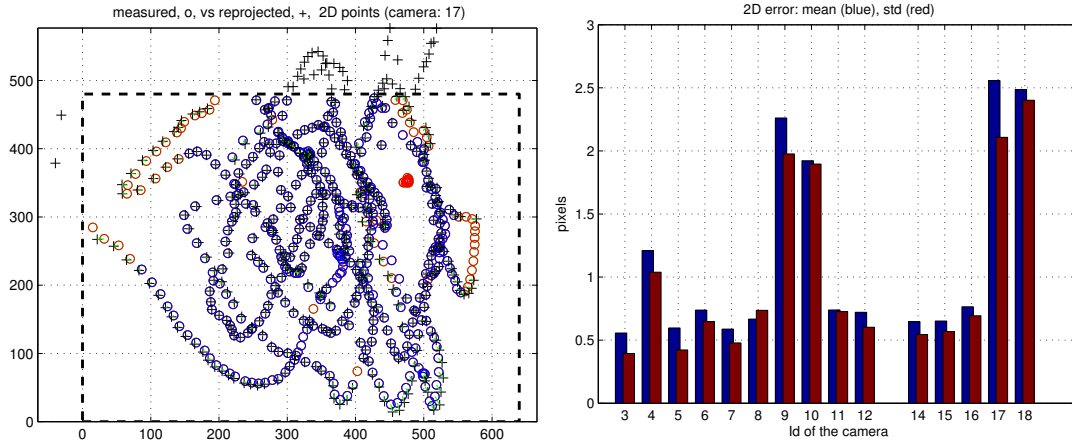 measured, o, vs reprojected, +, 2D points (camera: 17)
500
400
300
200
100
0
0 100 200 300 400 500 600
2D error: mean (blue), std (red)
pixels
3
2.5
2
1.5
1
0.5
0
3 4 5 6 7 8 9 10 11 12 14 15 16 17 18
Id of the camera